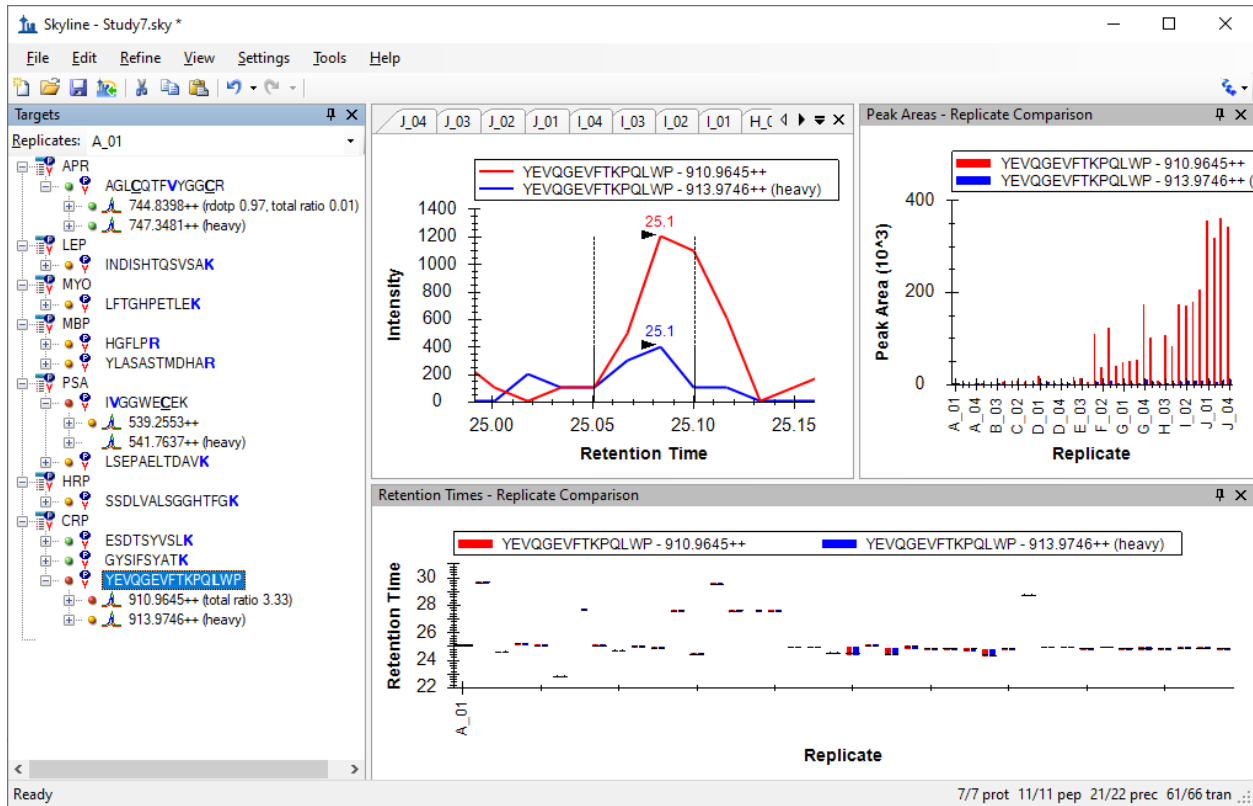 Skyline - Study7.sky *
File Edit Refine View Settings Tools Help
Targets
Replicates: A_01
APR
AGLCQTFVYGGCR
744.8398++ (rdotp 0.97, total ratio 0.01)
747.3481++ (heavy)
LEP
INDISHTQSVSAK
MYO
LFTGHPETLEK
MBP
HGFLPR
YLASASTMDHAR
PSA
IVGGWECEK
539.2553++
541.7637++ (heavy)
LSEPAELTDAVK
HRP
SSDLVALSGGHTFGK
CRP
ESDTSYVSLK
GYSIFSYATK
YEVQGEVFTKPQLWP
910.9645++ (total ratio 3.33)
913.9746++ (heavy)
J_04 J_03 J_02 J_01 I_04 I_03 I_02 I_01
YEVQGEVFTKPQLWP - 910.9645++
YEVQGEVFTKPQLWP - 913.9746++ (heavy)
Intensity
1400
1200
1000
800
600
400
200
0
25.1
25.1
25.00 25.05 25.10 25.15
Retention Time
Peak Areas - Replicate Comparison
YEVQGEVFTKPQLWP - 910.9645++
YEVQGEVFTKPQLWP - 913.9746++
Peak Area (10^3)
400
200
0
A_01 A_04 B_03 C_02 D_01 D_04 E_03 F_02 G_01 G_04 H_03 I_02 J_01 J_04
Replicate
Retention Times - Replicate Comparison
YEVQGEVFTKPQLWP - 910.9645++ YEVQGEVFTKPQLWP - 913.9746++ (heavy)
Retention Time
30
28
26
24
22
A_01
Replicate
Ready 7/7 prot 11/11 pep 21/22 prec 61/66 tran